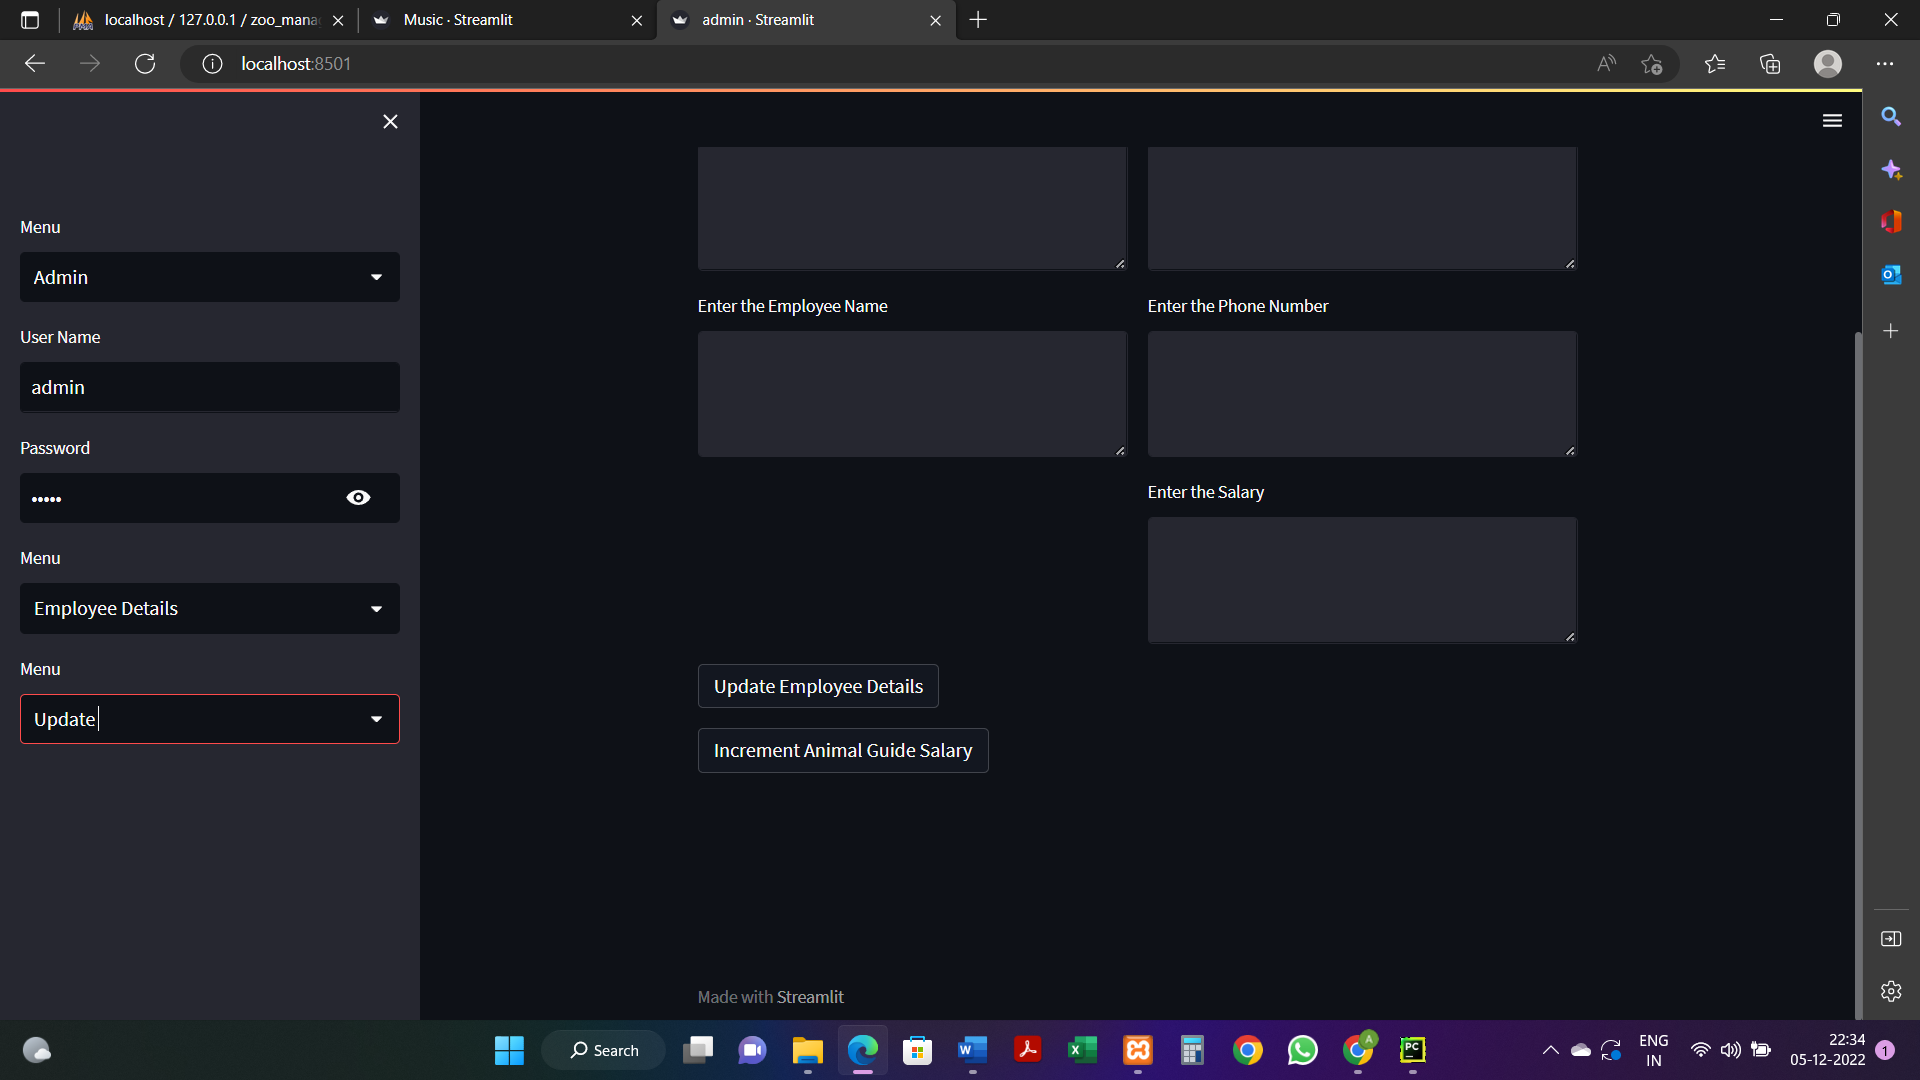 localhost / 127.0.0.1 / zoo_mana
Music · Streamlit
admin · Streamlit
localhost:8501
Menu
Admin
User Name
admin
Password
•••••
Menu
Employee Details
Menu
Update
Enter the Employee Name
Enter the Phone Number
Enter the Salary
Update Employee Details
Increment Animal Guide Salary
Made with Streamlit
Search
ENG
IN
22:34
05-12-2022
1